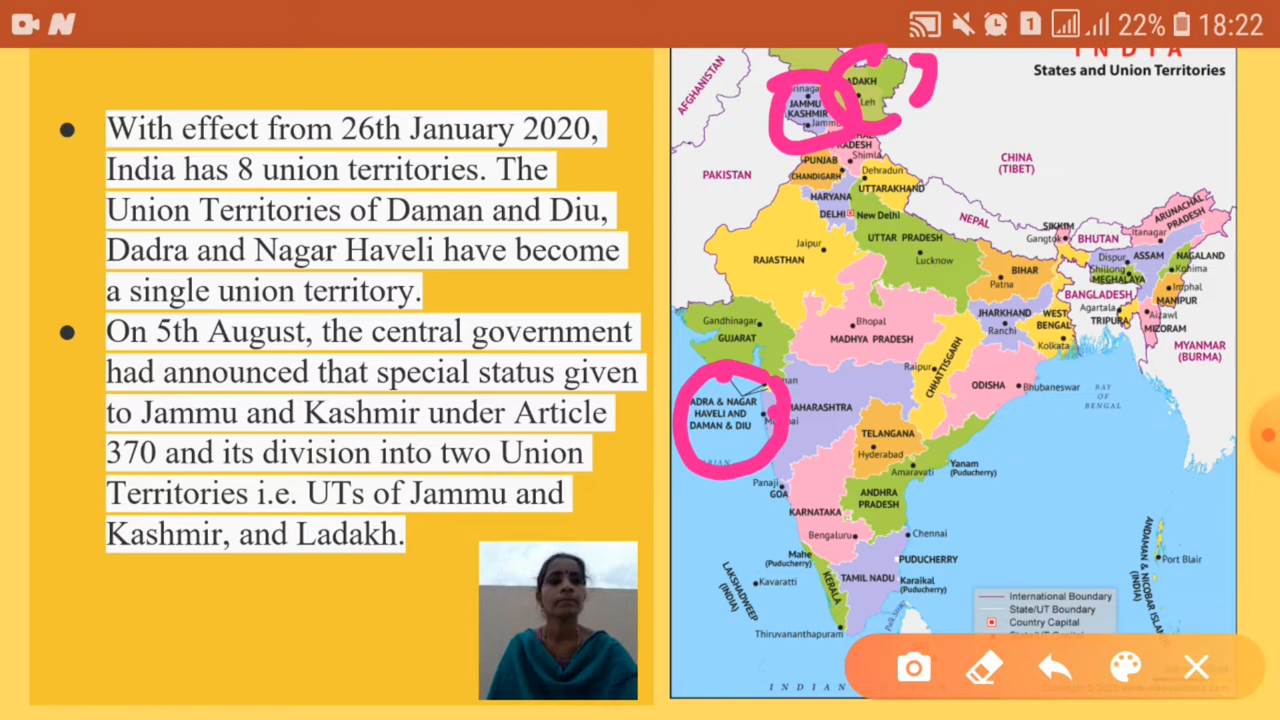 22% 18:22
● With effect from 26th January 2020,
India has 8 union territories. The
Union Territories of Daman and Diu,
Dadra and Nagar Haveli have become
a single union territory.
● On 5th August, the central government
had announced that special status given
to Jammu and Kashmir under Article
370 and its division into two Union
Territories i.e. UTs of Jammu and
Kashmir, and Ladakh.
INDIA
States and Union Territories
AFGHANISTAN
ADAKH
Leh
JAMMU
KASHMIR
PAKISTAN
CHINA
(TIBET)
Shimla
PUNJAB
CHANDIGARH
Dehradun
UTTARAKHAND
HARYANA
DELHI
New Delhi
NEPAL
SIKKIM
Gangtok
BHUTAN
ARUNACHAL
PRADESH
Itanagar
Jaipur
RAJASTHAN
UTTAR PRADESH
Lucknow
BIHAR
Patna
Dispur
ASSAM
NAGALAND
Shillong
Kohima
MEGHALAYA
Imphal
MANIPUR
BANGLADESH
Agartala
TRIPURA
Aizawl
MIZORAM
MYANMAR
(BURMA)
Gandhinagar
GUJARAT
Bhopal
MADHYA PRADESH
JHARKHAND
Ranchi
WEST
BENGAL
Kolkata
Raipur
CHHATTISGARH
ODISHA
Bhubaneswar
BAY
OF
BENGAL
ADRA & NAGAR
HAVELI AND
DAMAN & DIU
MAHARASHTRA
TELANGANA
Hyderabad
Amaravati
Yanam
(Puducherry)
Panaji
GOA
KARNATAKA
ANDHRA
PRADESH
Bengaluru
Chennai
Mahe
(Puducherry)
PUDUCHERRY
KERALA
TAMIL NADU
Karaikal
(Puducherry)
LAKSHADWEEP
(INDIA)
Kavaratti
Thiruvananthapuram
ANDAMAN & NICOBAR
(INDIA)
Port Blair
International Boundary
State/UT Boundary
Country Capital
INDIAN